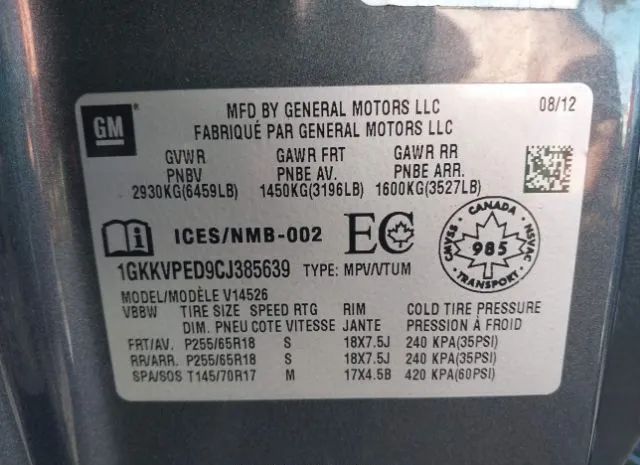 GM
MFD BY GENERAL MOTORS LLC 08/12
FABRIQUÉ PAR GENERAL MOTORS LLC
GVWR GAWR FRT GAWR RR
PNBV PNBE AV. PNBE ARR.
2930KG(6459LB) 1450KG(3196LB) 1600KG(3527LB)
ICES/NMB-002 EC
CANADA
CMVSS 985 NSVAC
TRANSPORT
1GKKVPED9CJ385639 TYPE: MPV/VTUM
MODEL/MODÈLE V14526
VBBW TIRE SIZE SPEED RTG RIM COLD TIRE PRESSURE
DIM. PNEU COTE VITESSE JANTE PRESSION À FROID
FRT/AV. P255/65R18 S 18X7.5J 240 KPA(35PSI)
RR/ARR. P255/65R18 S 18X7.5J 240 KPA(35PSI)
SPA/SOS T145/70R17 M 17X4.5B 420 KPA(60PSI)